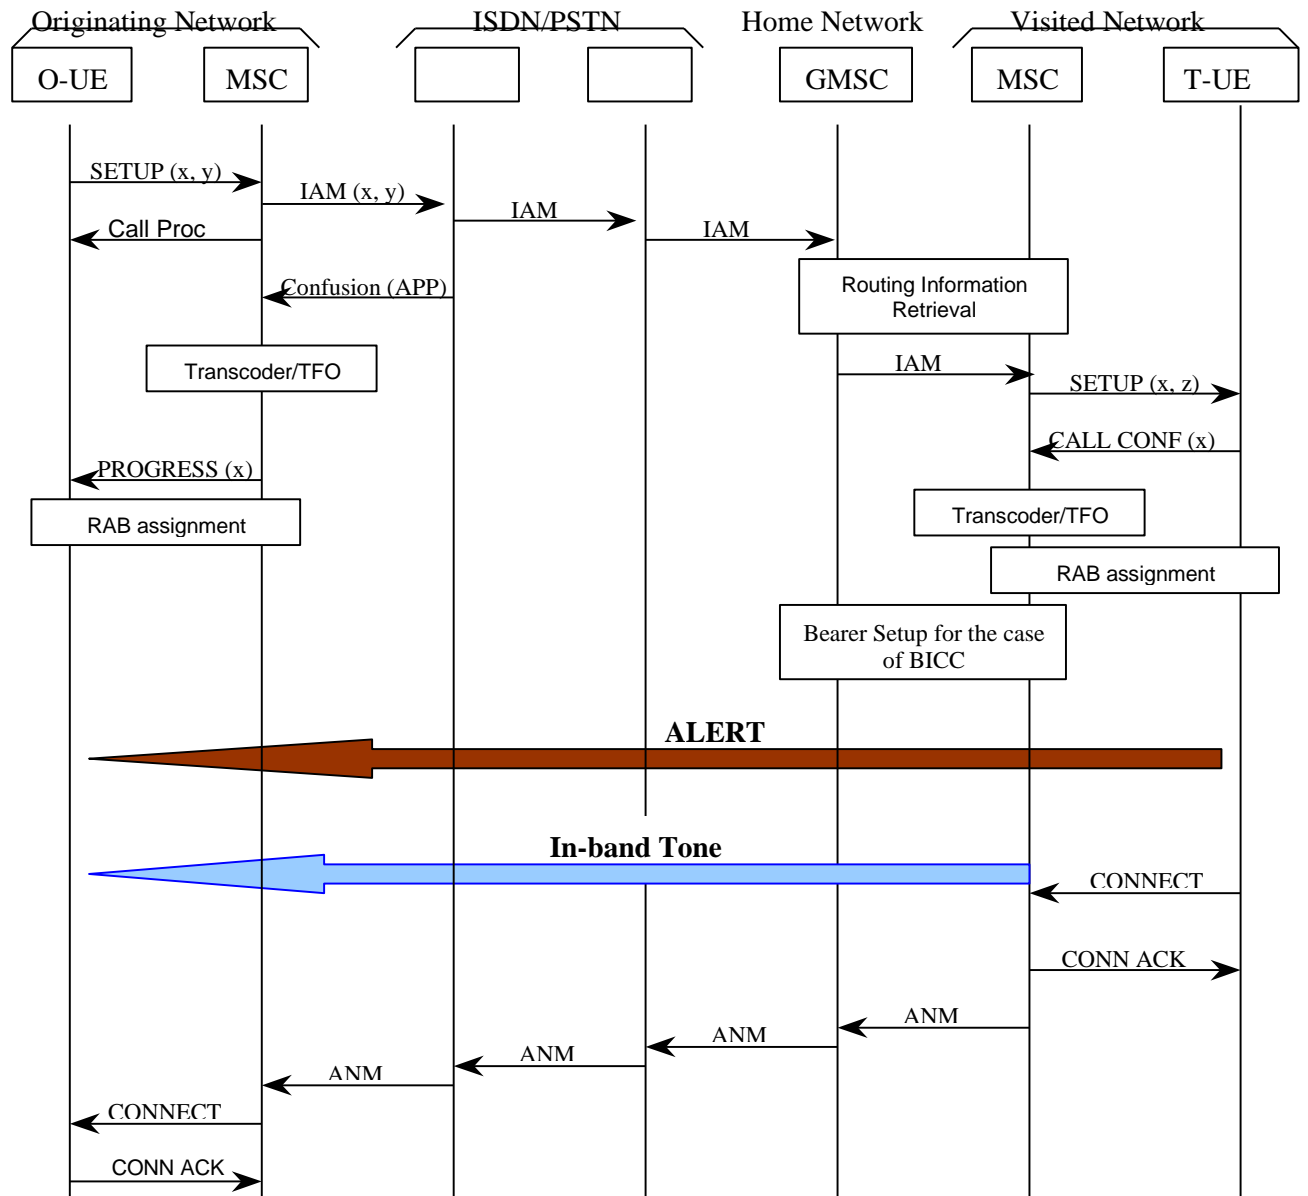 Originating Network
ISDN/PSTN
Home Network
Visited Network
O-UE
MSC
GMSC
MSC
T-UE
SETUP (x, y)
IAM (x, y)
IAM
Call Proc
IAM
Confusion (APP)
Routing Information
Retrieval
Transcoder/TFO
IAM
SETUP (x, z)
CALL CONF (x)
PROGRESS (x)
RAB assignment
Transcoder/TFO
RAB assignment
Bearer Setup for the case
of BICC
ALERT
In-band Tone
CONNECT
CONN ACK
ANM
ANM
ANM
ANM
CONNECT
CONN ACK